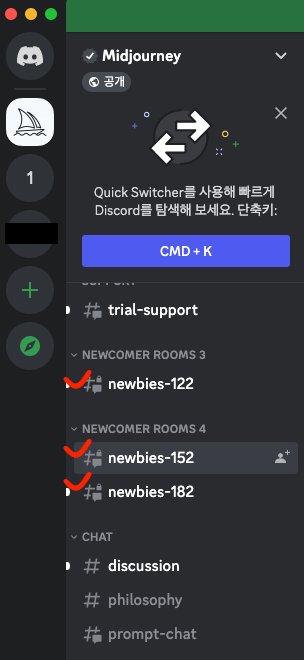 Midjourney
공개
Quick Switcher를 사용해 빠르게
Discord를 탐색해 보세요. 단축키:
CMD + K
1
SUPPORT
trial-support
NEWCOMER ROOMS 3
newbies-122
NEWCOMER ROOMS 4
newbies-152
newbies-182
CHAT
discussion
philosophy
prompt-chat